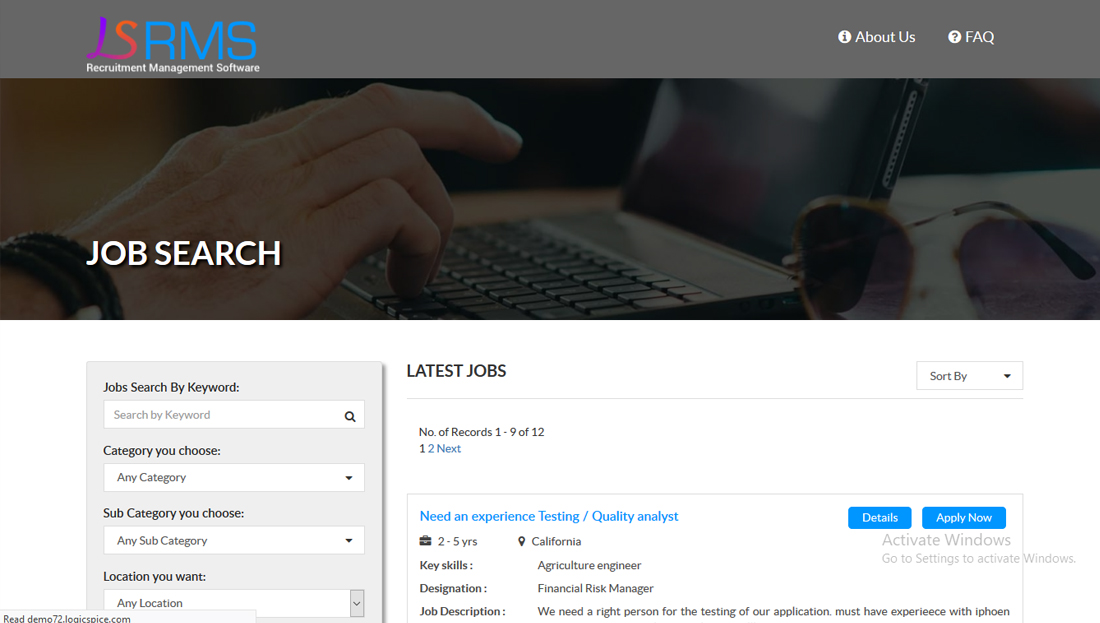 LSRMS
Recruitment Management Software
About Us
FAQ
JOB SEARCH
Jobs Search By Keyword:
Search by Keyword
Category you choose:
Any Category
Sub Category you choose:
Any Sub Category
Location you want:
Any Location
LATEST JOBS
Sort By
No. of Records 1 - 9 of 12
1 2 Next
Need an experience Testing / Quality analyst
Details
Apply Now
2 - 5 yrs
California
Key skills :
Agriculture engineer
Designation :
Financial Risk Manager
Job Description :
We need a right person for the testing of our application. must have experieece with iphoen
Activate Windows
Go to Settings to activate Windows.
Read demo72.logicspice.com